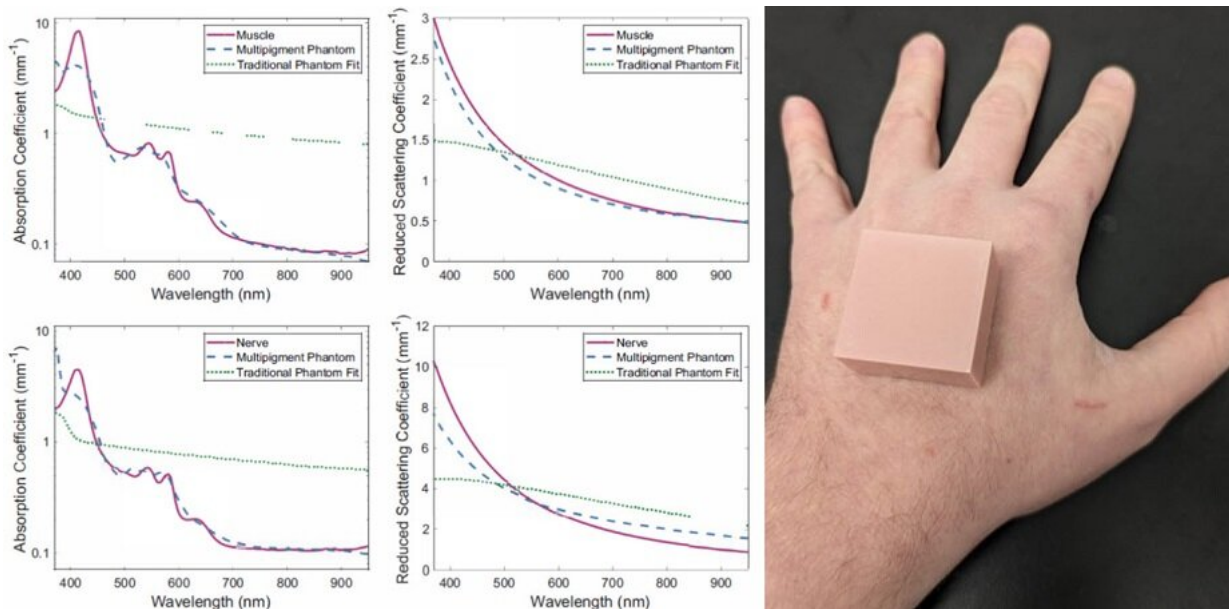 Absorption Coefficient (mm⁻¹)
10
1
0.1
Muscle
Multipigment Phantom
Traditional Phantom Fit
400 500 600 700 800 900
Wavelength (nm)
Reduced Scattering Coefficient (mm⁻¹)
3
2.5
2
1.5
1
0.5
0
Muscle
Multipigment Phantom
Traditional Phantom Fit
400 500 600 700 800 900
Wavelength (nm)
Absorption Coefficient (mm⁻¹)
10
1
0.1
Nerve
Multipigment Phantom
Traditional Phantom Fit
400 500 600 700 800 900
Wavelength (nm)
Reduced Scattering Coefficient (mm⁻¹)
12
10
8
6
4
2
0
Nerve
Multipigment Phantom
Traditional Phantom Fit
400 500 600 700 800 900
Wavelength (nm)